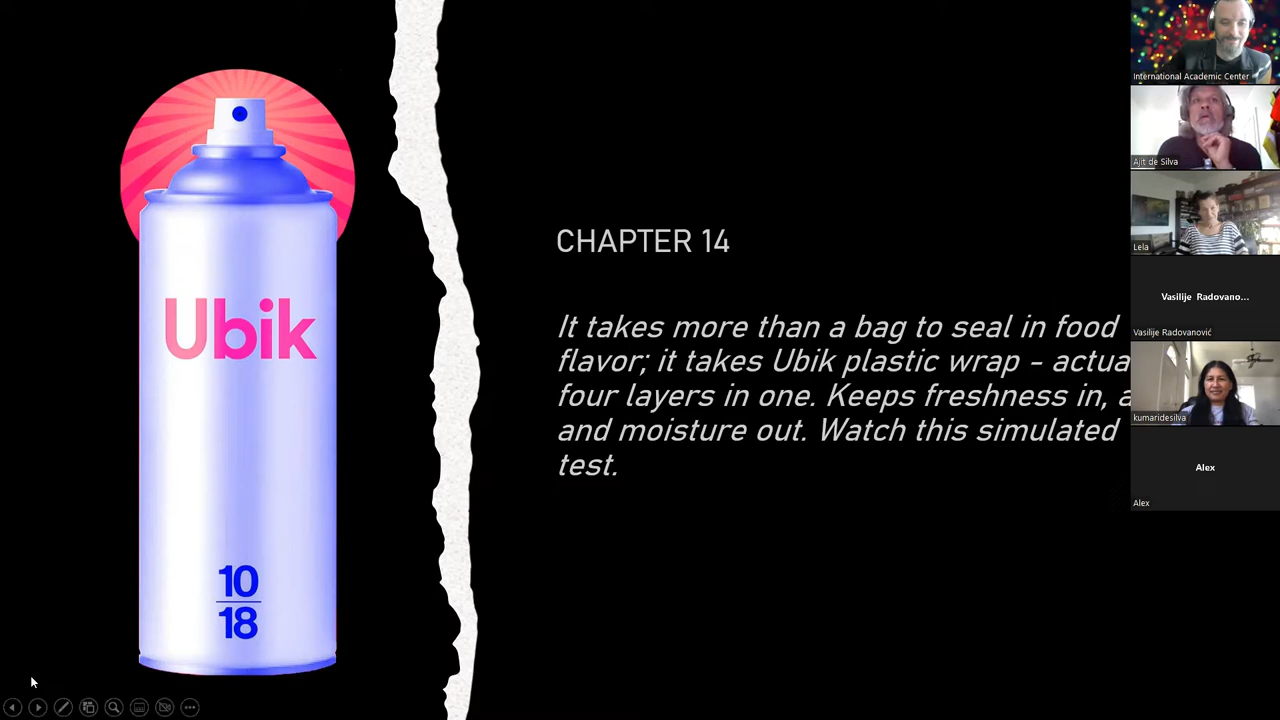 Ubik
10
18
CHAPTER 14
It takes more than a bag to seal in food
flavor; it takes Ubik plastic wrap – actua
four layers in one. Keeps freshness in, a
and moisture out. Watch this simulated
test.
International Academic Center
Ajit de Silva
Lela
Vasilije Radovano...
Vasilije Radovanović
kumaridesilva
Alex
Alex